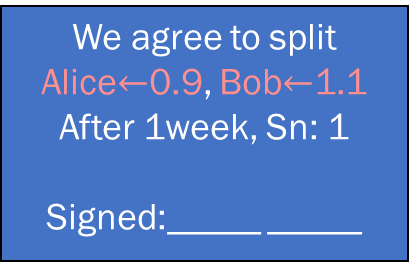 We agree to split
Alice←0.9, Bob←1.1
After 1week, Sn: 1
Signed:_____ _____